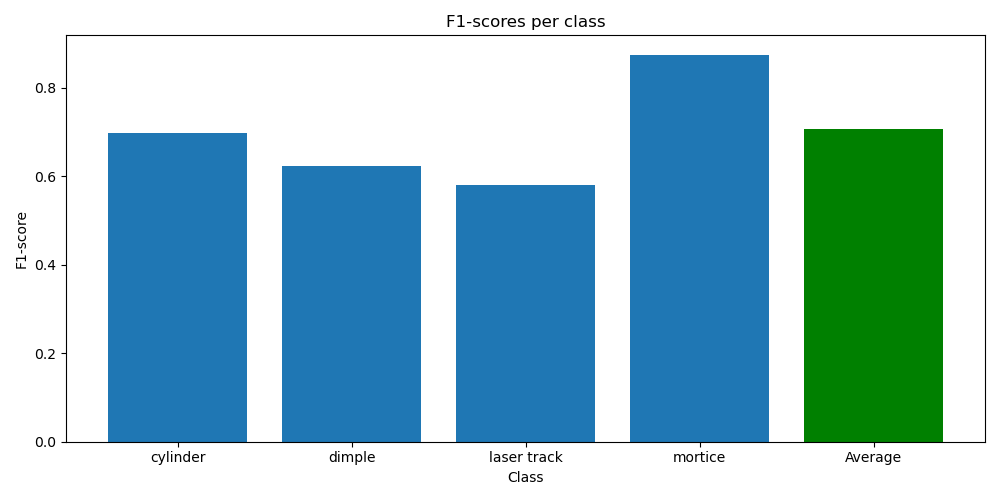 F1-scores per class
0.8
0.6
0.4
0.2
0.0
F1-score
cylinder dimple laser track mortice Average
Class